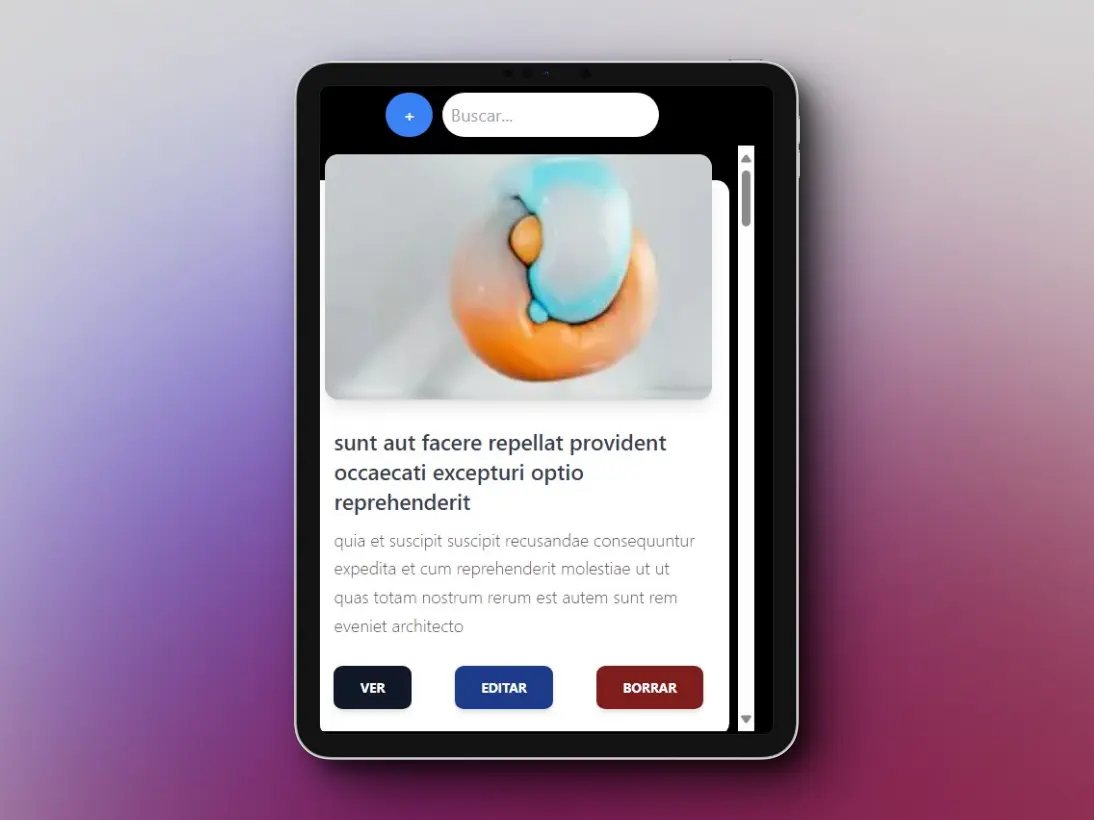 +
Buscar...
sunt aut facere repellat provident
occaecati excepturi optio
reprehenderit
quia et suscipit suscipit recusandae consequuntur
expedita et cum reprehenderit molestiae ut ut
quas totam nostrum rerum est autem sunt rem
eveniet architecto
VER
EDITAR
BORRAR